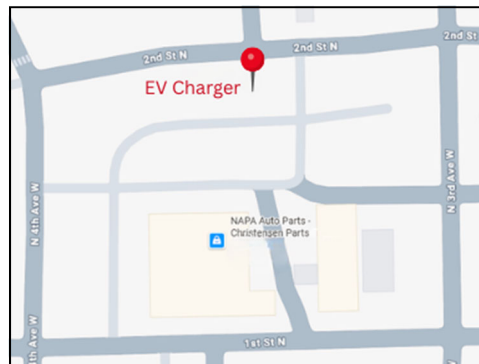 2nd St N
2nd St N
2nd St N
EV Charger
N 4th Ave W
N 3rd Ave W
NAPA Auto Parts -
Christensen Parts
1st St N